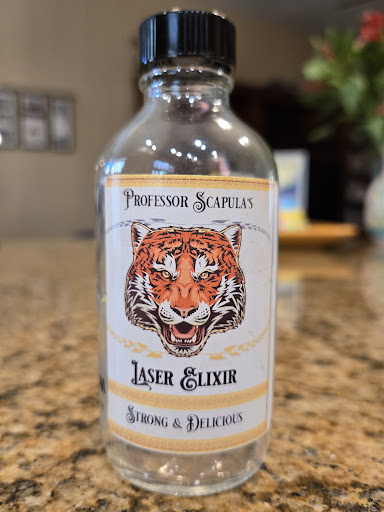 Professor Scapula's
Laser Elixir
Strong & Delicious